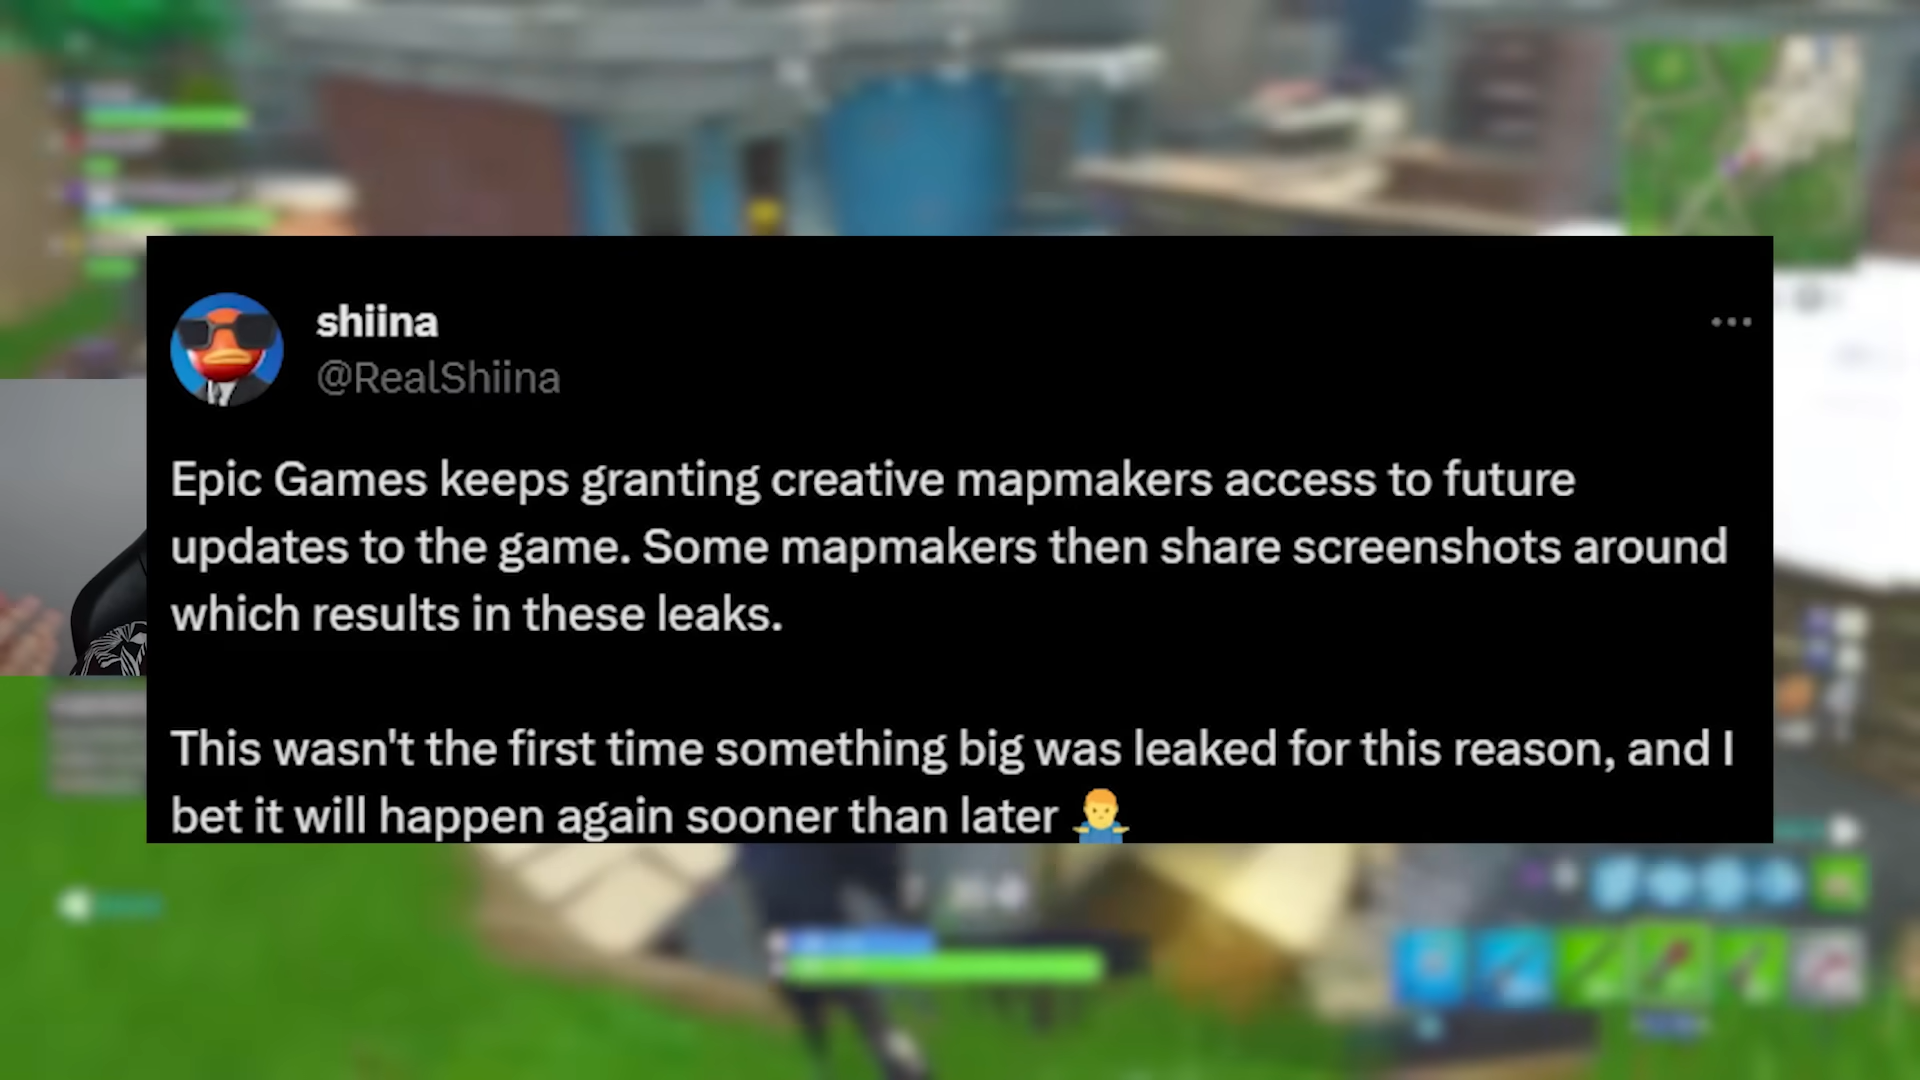 shiina
@RealShiina
Epic Games keeps granting creative mapmakers access to future
updates to the game. Some mapmakers then share screenshots around
which results in these leaks.
This wasn't the first time something big was leaked for this reason, and I
bet it will happen again sooner than later 🤷‍♂️